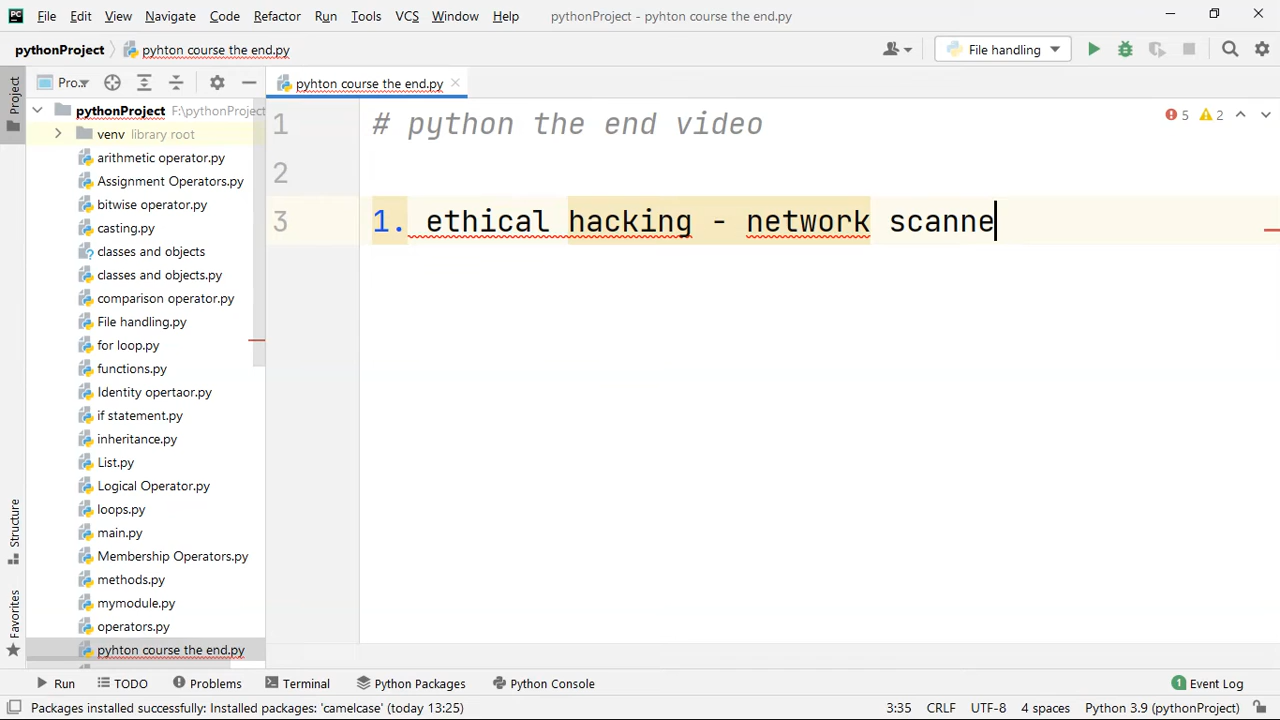 File Edit View Navigate Code Refactor Run Tools VCS Window Help pythonProject - pyhton course the end.py
pythonProject pyhton course the end.py File handling
Project Pro... pyhton course the end.py
pythonProject F:\pythonProject
venv library root
arithmetic operator.py
Assignment Operators.py
bitwise operator.py
casting.py
classes and objects
classes and objects.py
comparison operator.py
File handling.py
for loop.py
functions.py
Identity opertaor.py
if statement.py
inheritance.py
List.py
Logical Operator.py
loops.py
main.py
Membership Operators.py
methods.py
mymodule.py
operators.py
pyhton course the end.py
Structure
Favorites
1 # python the end video
2
3 1. ethical hacking - network scanne
5 2
Run TODO Problems Terminal Python Packages Python Console 1 Event Log
Packages installed successfully: Installed packages: 'camelcase' (today 13:25) 3:35 CRLF UTF-8 4 spaces Python 3.9 (pythonProject)